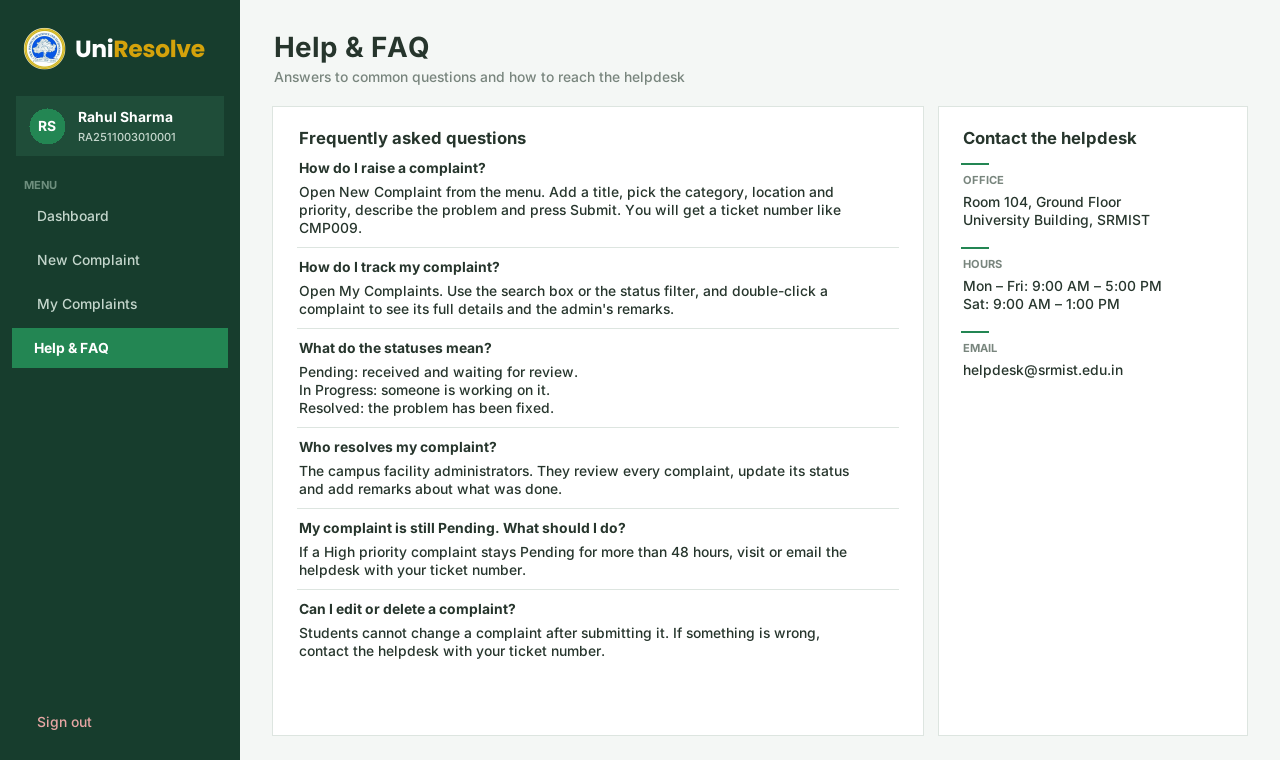 UniResolve
RS
Rahul Sharma
RA2511003010001
MENU
Dashboard
New Complaint
My Complaints
Help & FAQ
Sign out
Help & FAQ
Answers to common questions and how to reach the helpdesk
Frequently asked questions
How do I raise a complaint?
Open New Complaint from the menu. Add a title, pick the category, location and
priority, describe the problem and press Submit. You will get a ticket number like
CMP009.
How do I track my complaint?
Open My Complaints. Use the search box or the status filter, and double-click a
complaint to see its full details and the admin's remarks.
What do the statuses mean?
Pending: received and waiting for review.
In Progress: someone is working on it.
Resolved: the problem has been fixed.
Who resolves my complaint?
The campus facility administrators. They review every complaint, update its status
and add remarks about what was done.
My complaint is still Pending. What should I do?
If a High priority complaint stays Pending for more than 48 hours, visit or email the
helpdesk with your ticket number.
Can I edit or delete a complaint?
Students cannot change a complaint after submitting it. If something is wrong,
contact the helpdesk with your ticket number.
Contact the helpdesk
OFFICE
Room 104, Ground Floor
University Building, SRMIST
HOURS
Mon – Fri: 9:00 AM – 5:00 PM
Sat: 9:00 AM – 1:00 PM
EMAIL
helpdesk@srmist.edu.in